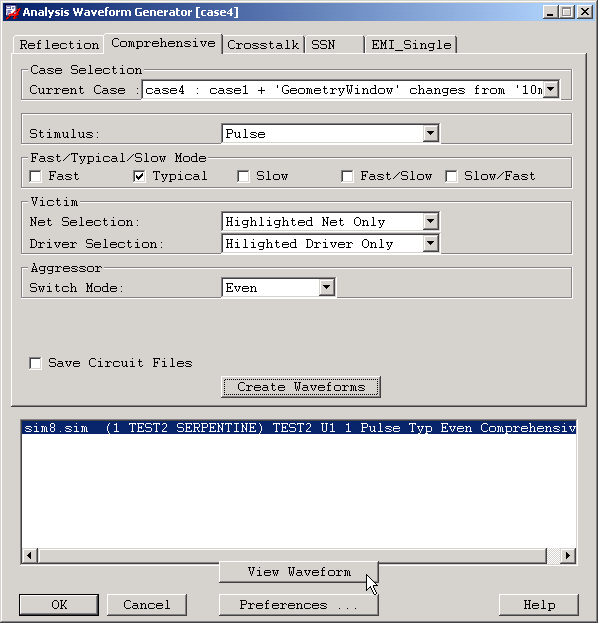 Analysis Waveform Generator [case4]
Reflection Comprehensive Crosstalk SSN EMI_Single
Case Selection
Current Case : case4 : case1 + 'GeometryWindow' changes from '10m
Stimulus: Pulse
Fast/Typical/Slow Mode
Fast Typical Slow Fast/Slow Slow/Fast
Victim
Net Selection: Highlighted Net Only
Driver Selection: Hilighted Driver Only
Aggressor
Switch Mode: Even
Save Circuit Files
Create Waveforms
sim8.sim (1 TEST2 SERPENTINE) TEST2 U1 1 Pulse Typ Even Comprehensiv
View Waveform
OK Cancel Preferences ... Help